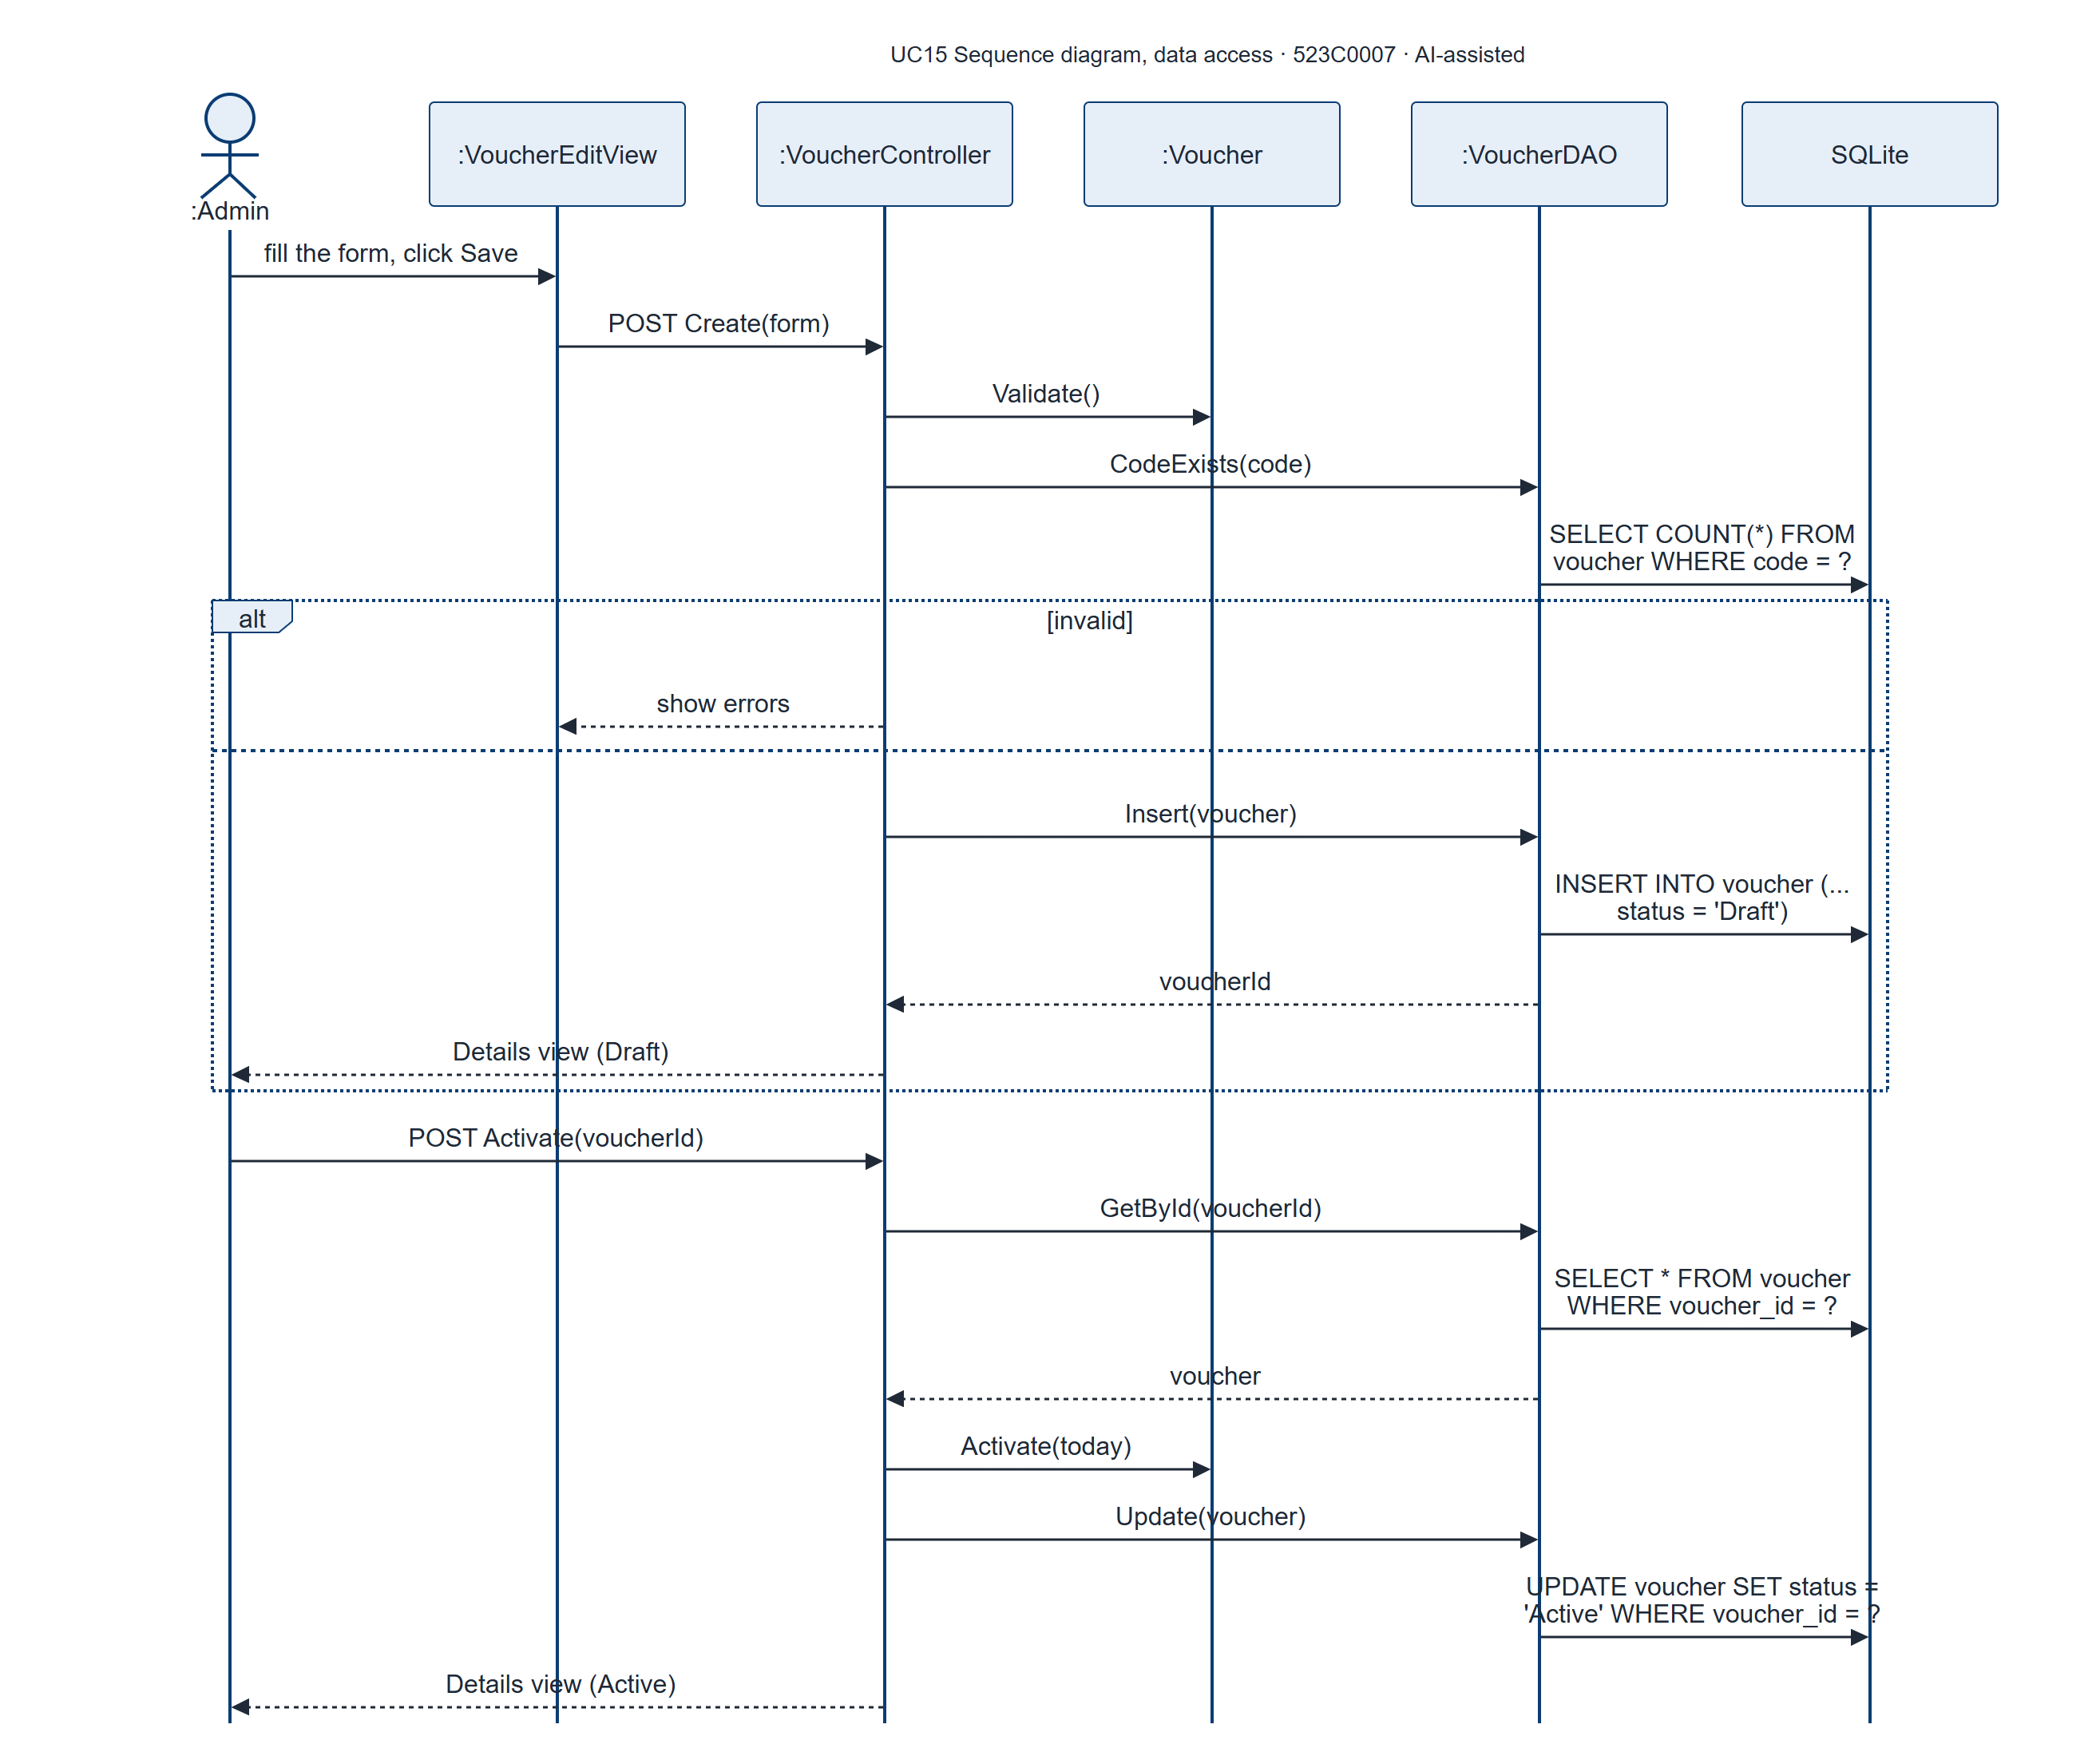 UC15 Sequence diagram, data access · 523C0007 · AI-assisted
:Admin
:VoucherEditView
:VoucherController
:Voucher
:VoucherDAO
SQLite
fill the form, click Save
POST Create(form)
Validate()
CodeExists(code)
SELECT COUNT(*) FROM
voucher WHERE code = ?
alt
[invalid]
show errors
Insert(voucher)
INSERT INTO voucher (...
status = 'Draft')
voucherId
Details view (Draft)
POST Activate(voucherId)
GetById(voucherId)
SELECT * FROM voucher
WHERE voucher_id = ?
voucher
Activate(today)
Update(voucher)
UPDATE voucher SET status =
'Active' WHERE voucher_id = ?
Details view (Active)